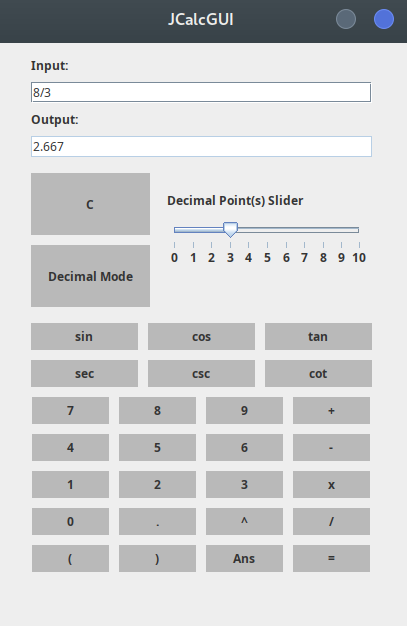 JCalcGUI
Input:
8/3
Output:
2.667
C
Decimal Point(s) Slider
0 1 2 3 4 5 6 7 8 9 10
Decimal Mode
sin cos tan
sec csc cot
7 8 9 +
4 5 6 -
1 2 3 x
0 . ^ /
( ) Ans =